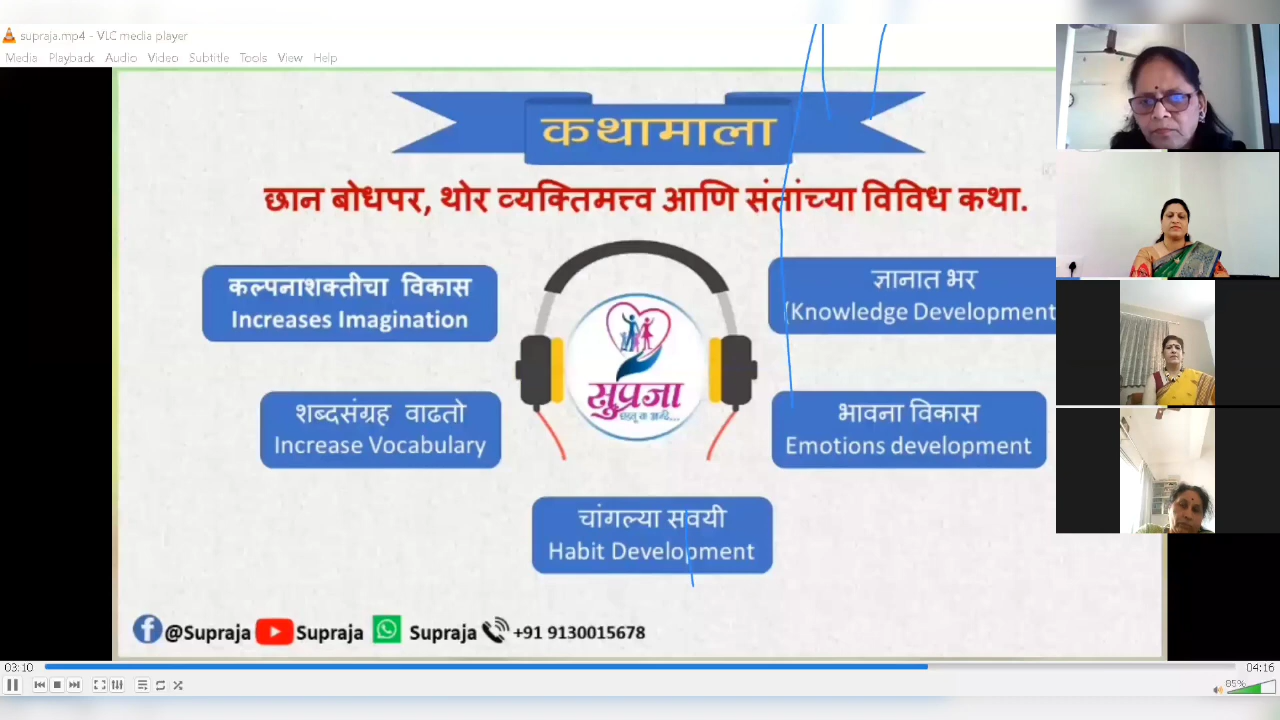 supraja.mp4 - VLC media player
Media Playback Audio Video Subtitle Tools View Help
कथामाला
छान बोधपर, थोर व्यक्तिमत्त्व आणि संतांच्या विविध कथा.
कल्पनाशक्तीचा विकास
Increases Imagination
ज्ञानात भर
(Knowledge Development
सुप्रजा
शब्दसंग्रह वाढतो
Increase Vocabulary
भावना विकास
Emotions development
चांगल्या सवयी
Habit Development
@Supraja Supraja Supraja +91 9130015678
03:10 04:16
85%